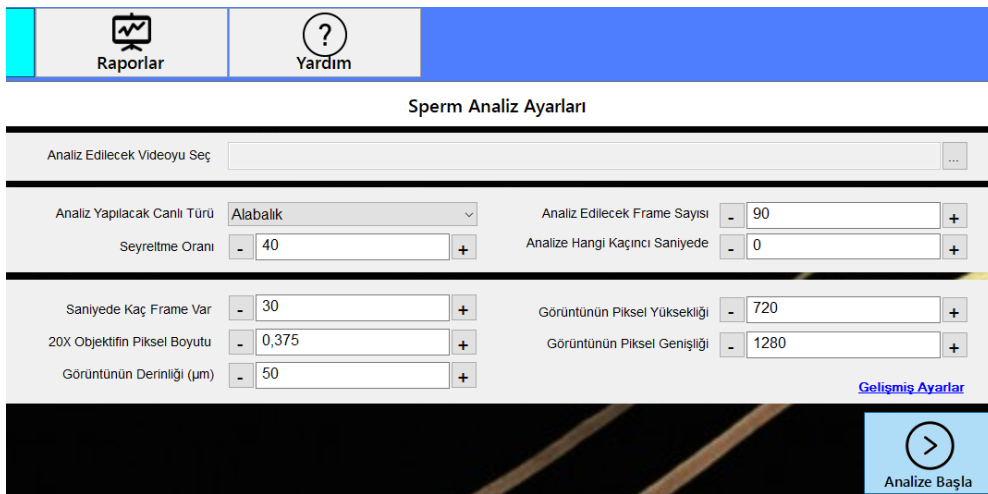 Raporlar
Yardım
Sperm Analiz Ayarları
Analiz Edilecek Videoyu Seç ...
Analiz Yapılacak Canlı Türü Alabalık
Analiz Edilecek Frame Sayısı - 90 +
Seyreltme Oranı - 40 +
Analize Hangi Kaçıncı Saniyede - 0 +
Saniyede Kaç Frame Var - 30 +
Görüntünün Piksel Yüksekliği - 720 +
20X Objektifin Piksel Boyutu - 0,375 +
Görüntünün Piksel Genişliği - 1280 +
Görüntünün Derinliği (µm) - 50 +
Gelişmiş Ayarlar
Analize Başla